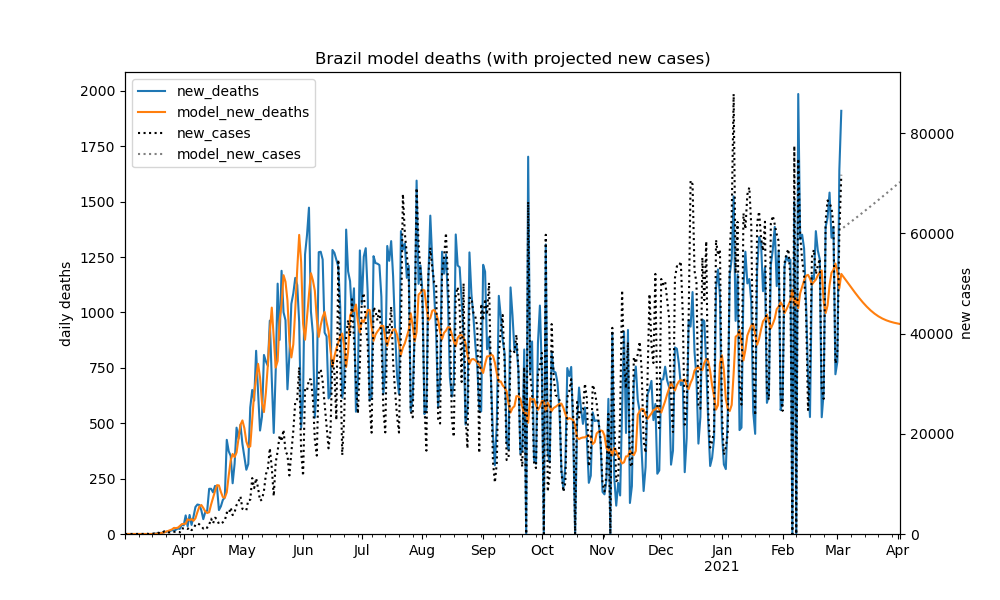 Brazil model deaths (with projected new cases)
new_deaths
model_new_deaths
new_cases
model_new_cases
daily deaths
2000
1750
1500
1250
1000
750
500
250
0
80000
60000
40000
20000
0
new cases
Apr May Jun Jul Aug Sep Oct Nov Dec Jan Feb Mar Apr
2021